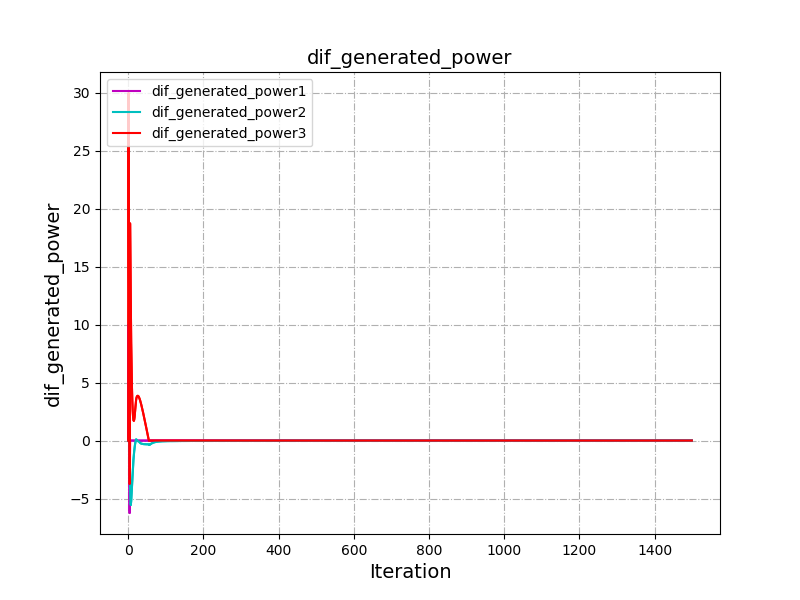 dif_generated_power
dif_generated_power1
dif_generated_power2
dif_generated_power3
dif_generated_power
30
25
20
15
10
5
0
−5
0 200 400 600 800 1000 1200 1400
Iteration